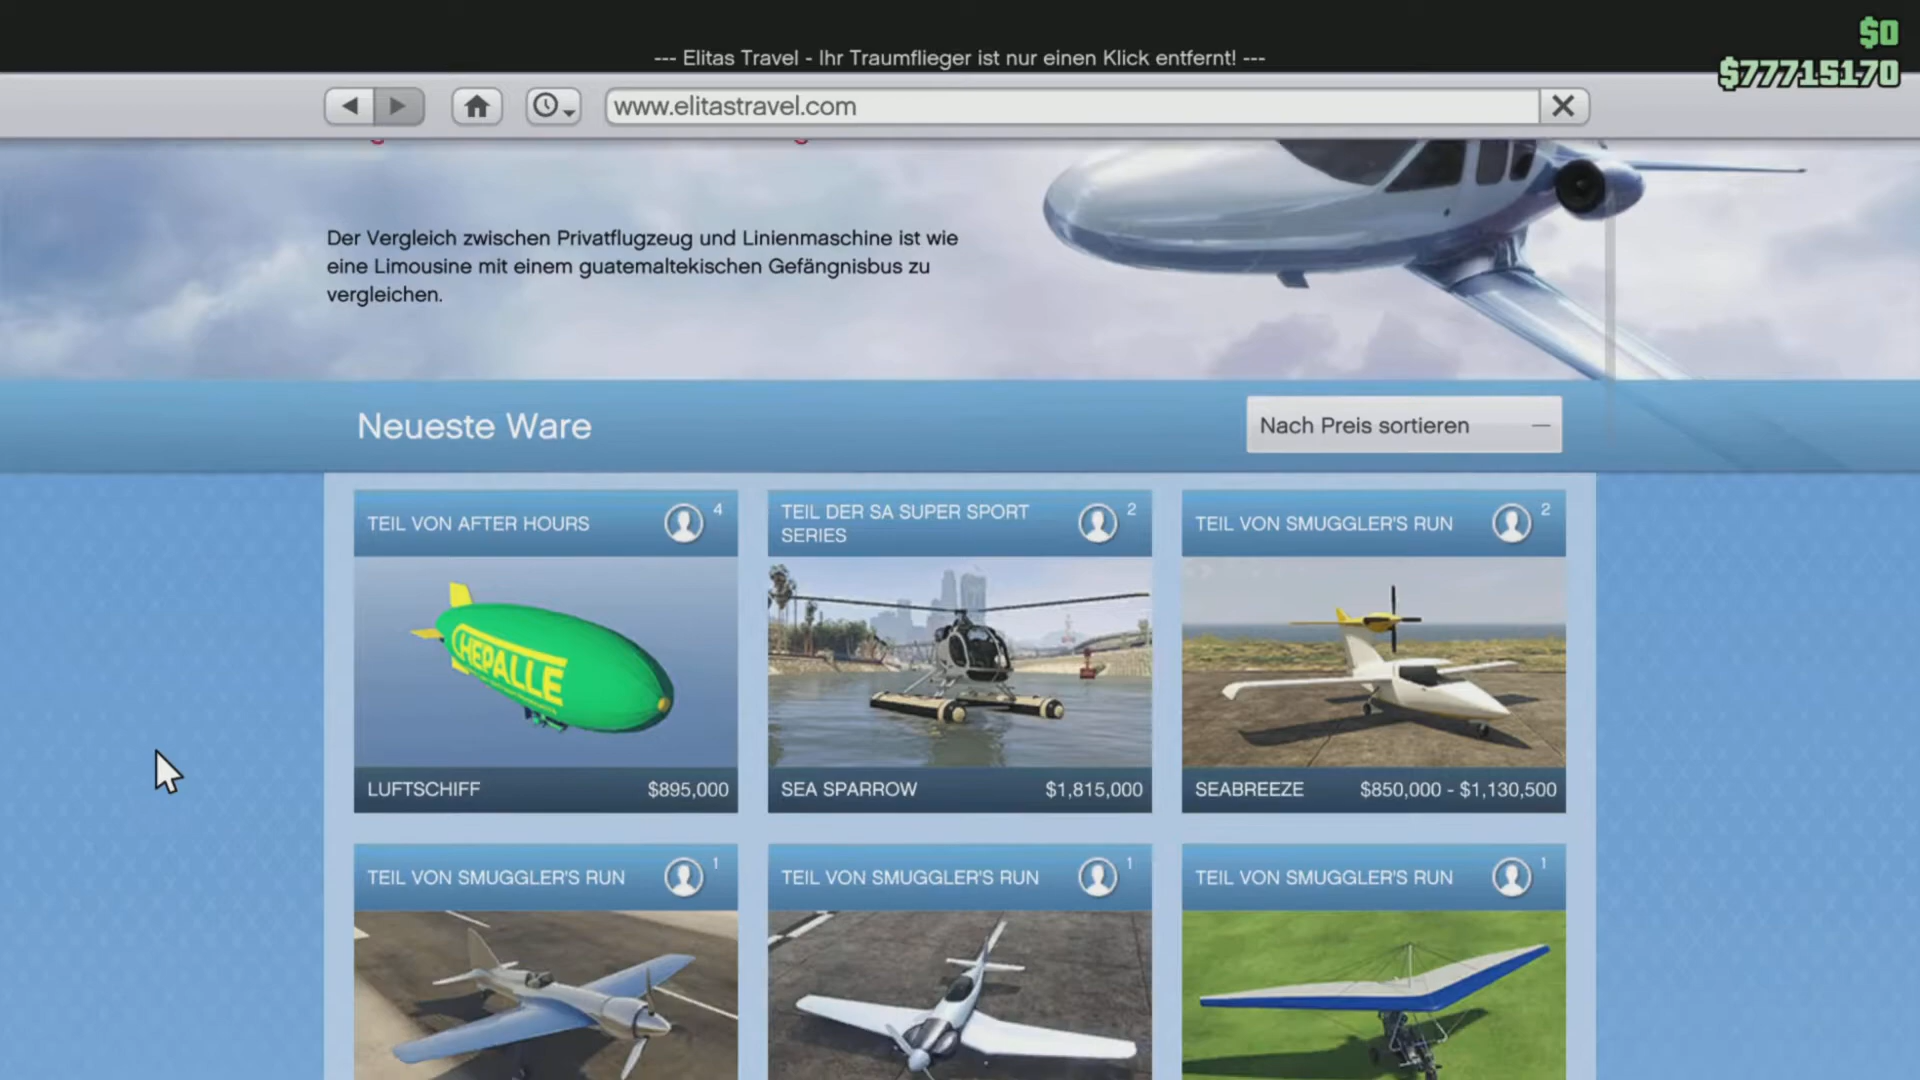 $0
$77715170
--- Elitas Travel - Ihr Traumflieger ist nur einen Klick entfernt! ---
www.elitastravel.com
Der Vergleich zwischen Privatflugzeug und Linienmaschine ist wie
eine Limousine mit einem guatemaltekischen Gefängnisbus zu
vergleichen.
Neueste Ware
Nach Preis sortieren
TEIL VON AFTER HOURS
4
TEIL DER SA SUPER SPORT
SERIES
2
TEIL VON SMUGGLER'S RUN
2
HEPALLE
LUFTSCHIFF
$895,000
SEA SPARROW
$1,815,000
SEABREEZE
$850,000 - $1,130,500
TEIL VON SMUGGLER'S RUN
1
TEIL VON SMUGGLER'S RUN
1
TEIL VON SMUGGLER'S RUN
1